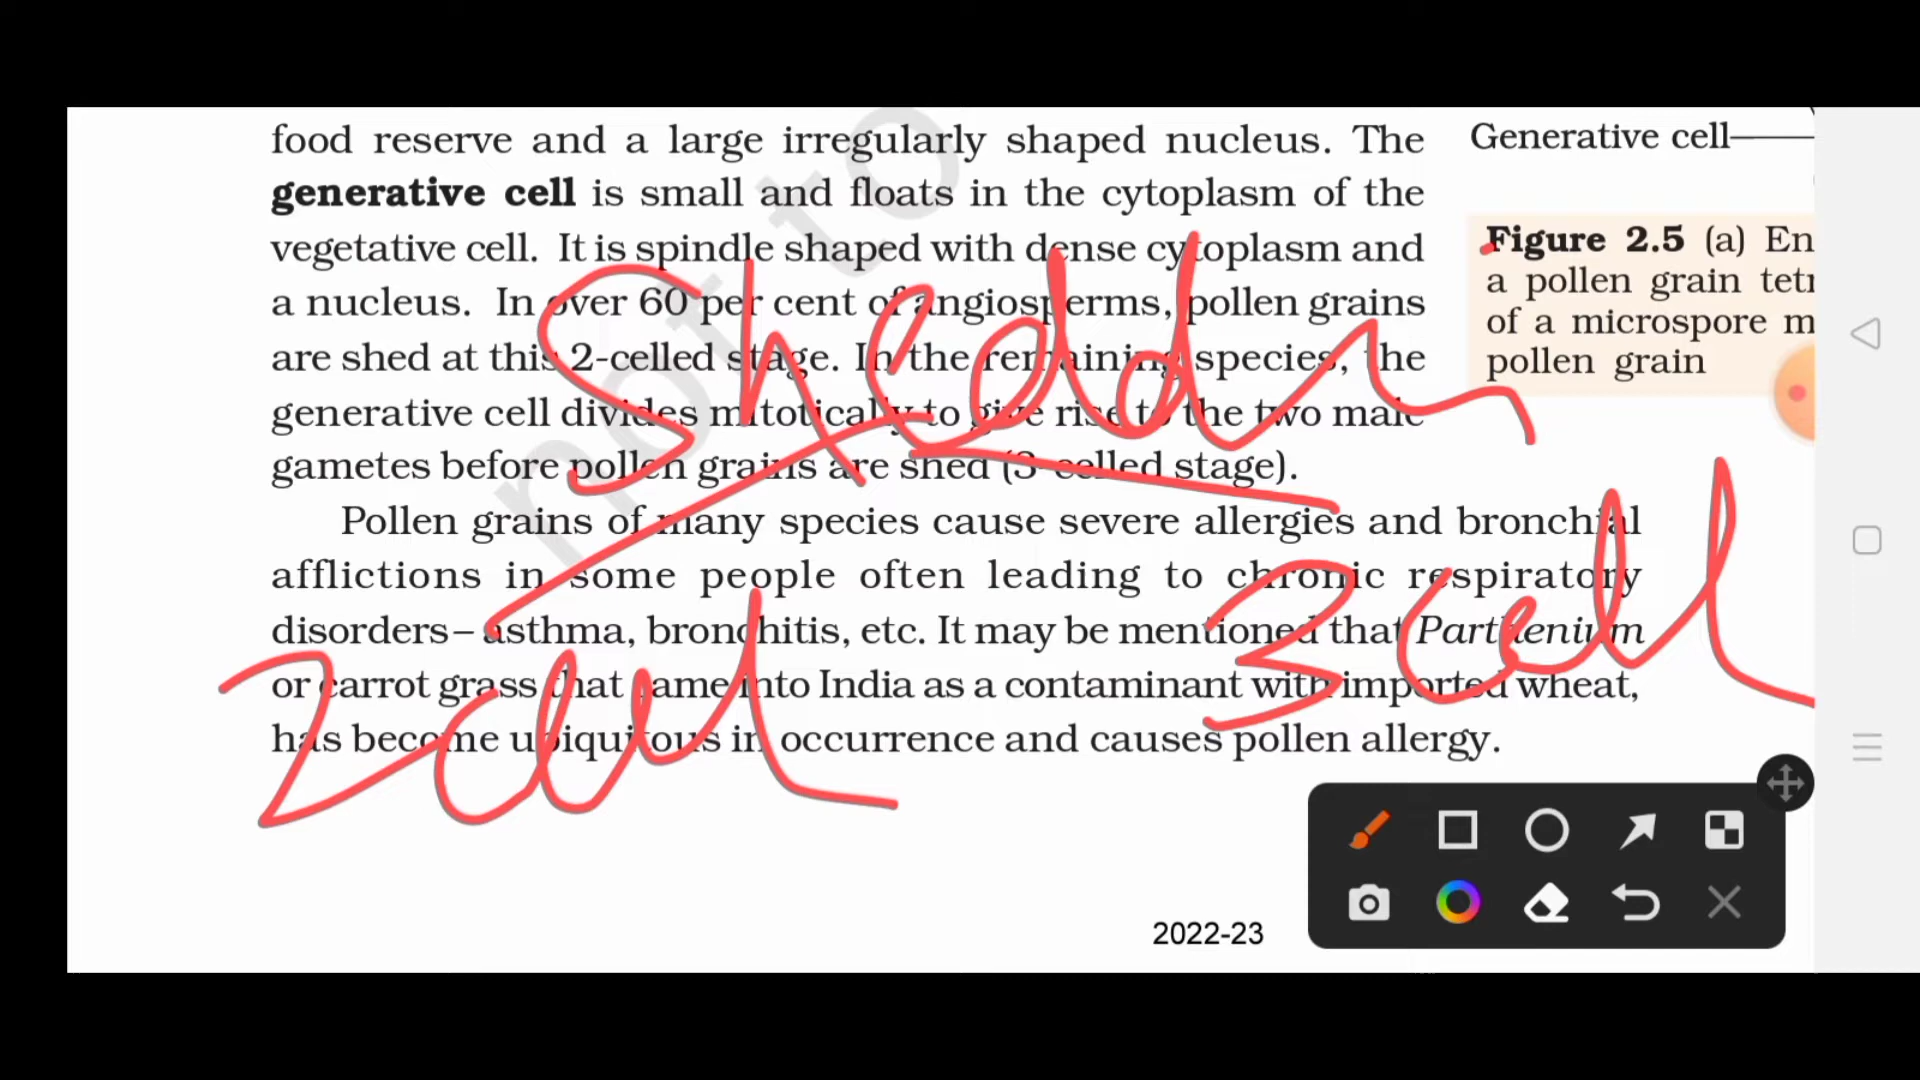 food reserve and a large irregularly shaped nucleus. The
generative cell is small and floats in the cytoplasm of the
vegetative cell. It is spindle shaped with dense cytoplasm and
a nucleus. In over 60 per cent of angiosperms, pollen grains
are shed at this 2-celled stage. In the remaining species, the
generative cell divides mitotically to give rise to the two male
gametes before pollen grains are shed (3-celled stage).
Pollen grains of many species cause severe allergies and bronchial
afflictions in some people often leading to chronic respiratory
disorders– asthma, bronchitis, etc. It may be mentioned that Parthenium
or carrot grass that came into India as a contaminant with imported wheat,
has become ubiquitous in occurrence and causes pollen allergy.
Generative cell
Figure 2.5 (a) En
a pollen grain tet
of a microspore m
pollen grain
2 cell
3 cell
not to
2022-23